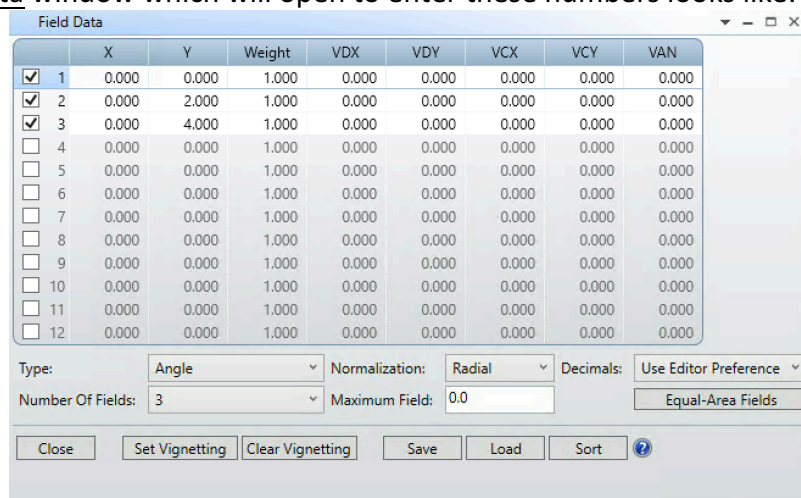 ta window which will open to enter these numbers looks like:
Field Data
X Y Weight VDX VDY VCX VCY VAN
1 0.000 0.000 1.000 0.000 0.000 0.000 0.000 0.000
2 0.000 2.000 1.000 0.000 0.000 0.000 0.000 0.000
3 0.000 4.000 1.000 0.000 0.000 0.000 0.000 0.000
4 0.000 0.000 1.000 0.000 0.000 0.000 0.000 0.000
5 0.000 0.000 1.000 0.000 0.000 0.000 0.000 0.000
6 0.000 0.000 1.000 0.000 0.000 0.000 0.000 0.000
7 0.000 0.000 1.000 0.000 0.000 0.000 0.000 0.000
8 0.000 0.000 1.000 0.000 0.000 0.000 0.000 0.000
9 0.000 0.000 1.000 0.000 0.000 0.000 0.000 0.000
10 0.000 0.000 1.000 0.000 0.000 0.000 0.000 0.000
11 0.000 0.000 1.000 0.000 0.000 0.000 0.000 0.000
12 0.000 0.000 1.000 0.000 0.000 0.000 0.000 0.000
Type: Angle Normalization: Radial Decimals: Use Editor Preference
Number Of Fields: 3 Maximum Field: 0.0 Equal-Area Fields
Close Set Vignetting Clear Vignetting Save Load Sort ?